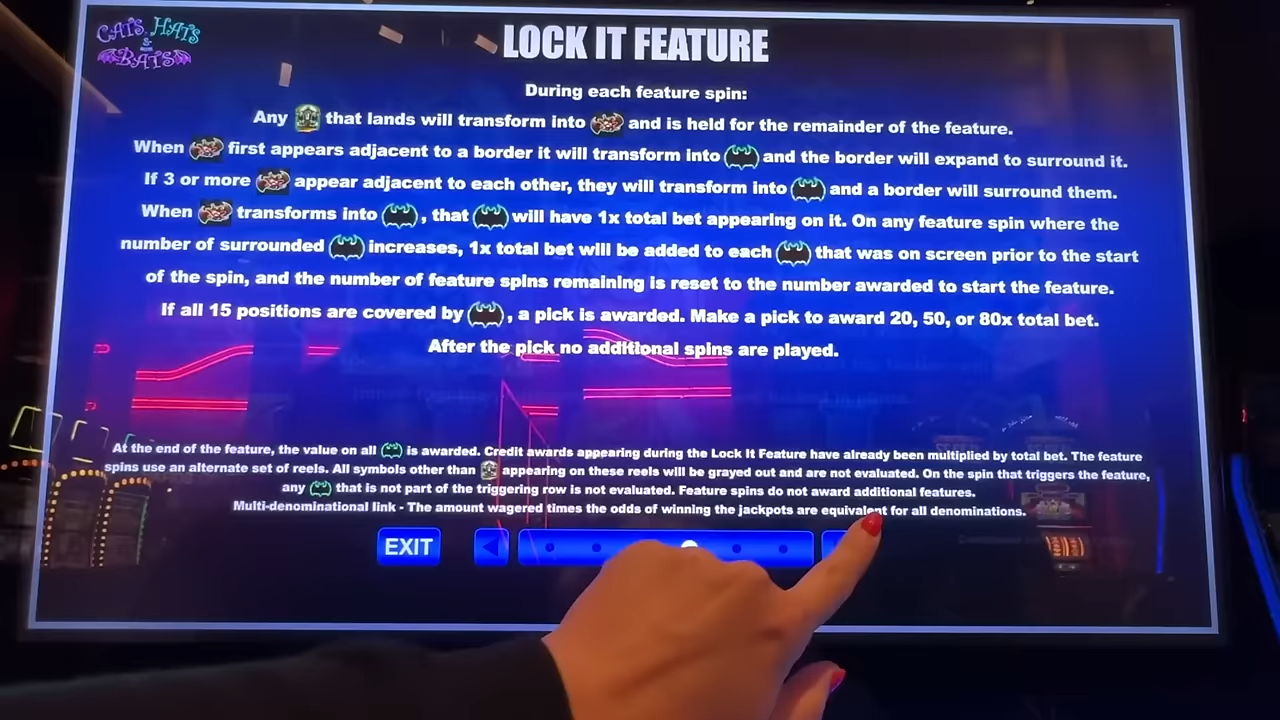 CATS, HATS
&
BATS
LOCK IT FEATURE
During each feature spin:
Any that lands will transform into and is held for the remainder of the feature.
When first appears adjacent to a border it will transform into and the border will expand to surround it.
If 3 or more appear adjacent to each other, they will transform into and a border will surround them.
When transforms into , that will have 1x total bet appearing on it. On any feature spin where the
number of surrounded increases, 1x total bet will be added to each that was on screen prior to the start
of the spin, and the number of feature spins remaining is reset to the number awarded to start the feature.
If all 15 positions are covered by , a pick is awarded. Make a pick to award 20, 50, or 80x total bet.
After the pick no additional spins are played.
At the end of the feature, the value on all is awarded. Credit awards appearing during the Lock It Feature have already been multiplied by total bet. The feature
spins use an alternate set of reels. All symbols other than appearing on these reels will be grayed out and are not evaluated. On the spin that triggers the feature,
any that is not part of the triggering row is not evaluated. Feature spins do not award additional features.
Multi-denominational link - The amount wagered times the odds of winning the jackpots are equivalent for all denominations.
EXIT